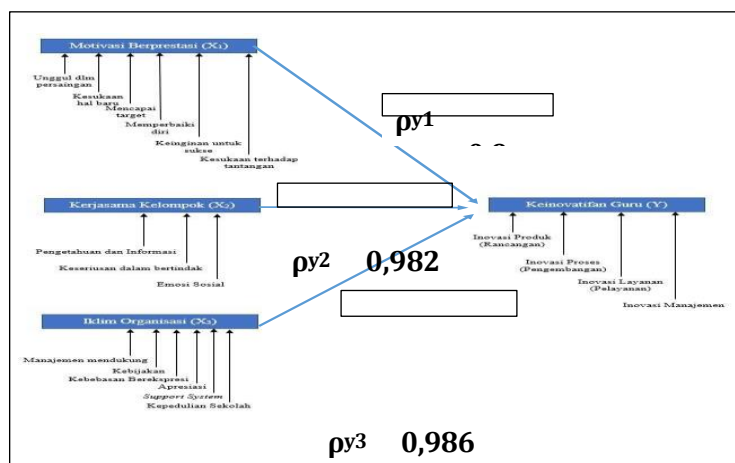 Motivasi Berprestasi (X₁)
Unggul dlm
persaingan
Kesukaan
hal baru
Mencapai
target
Memperbaiki
diri
Keinginan untuk
sukse
Kesukaan terhadap
tantangan
ρy1
Kerjasama Kelompok (X₂)
Pengetahuan dan Informasi
Keseriusan dalam bertindak
Emosi Sosial
ρy2 0,982
Keinovatifan Guru (Y)
Inovasi Produk
(Rancangan)
Inovasi Proses
(Pengembangan)
Inovasi Layanan
(Pelayanan)
Inovasi Manajemen
Iklim Organisasi (X₃)
Manajemen mendukung
Kebijakan
Kebebasan Berekspresi
Apresiasi
Support System
Kepedulian Sekolah
ρy3 0,986